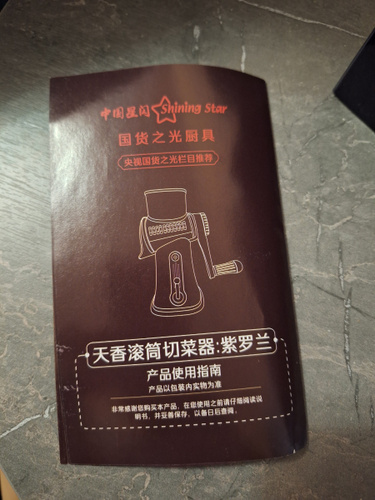 中国星闪 Shining Star
国货之光厨具
央视国货之光栏目推荐
天香滚筒切菜器:紫罗兰
产品使用指南
产品以包装内实物为准
非常感谢您购买本产品，在您使用之前请仔细阅读说
明书，并妥善保存，以备日后查阅。